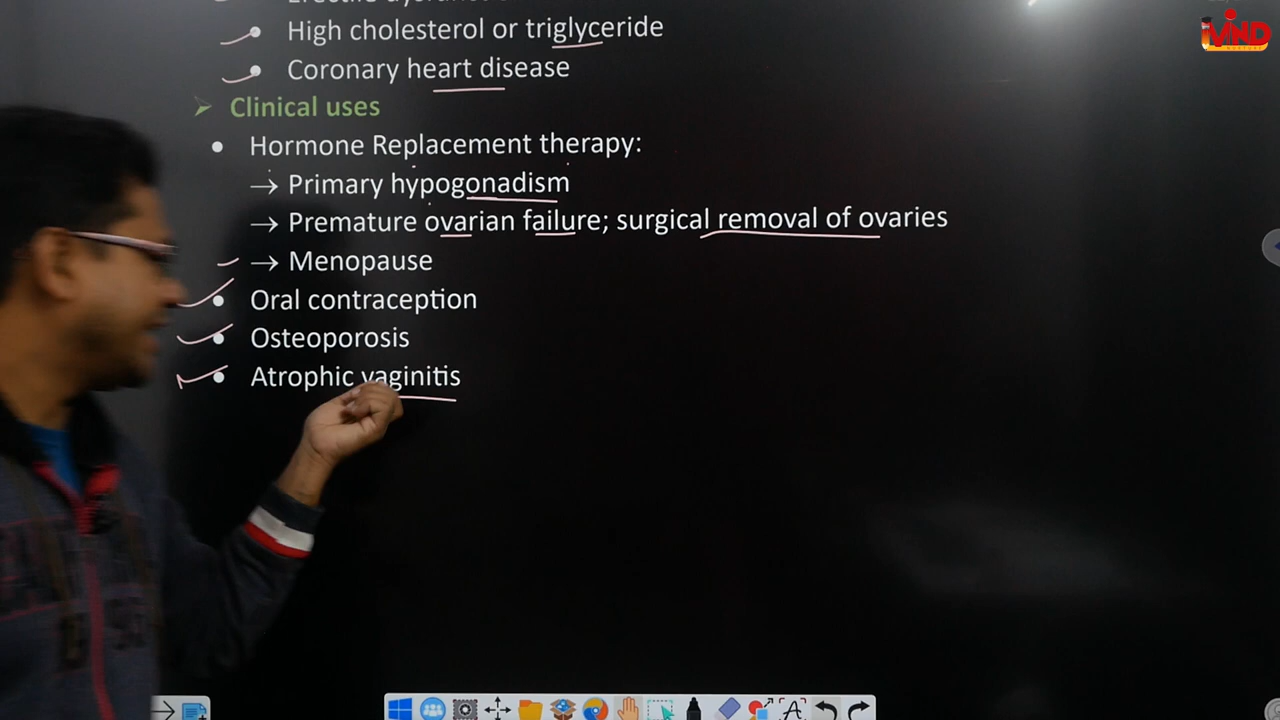 High cholesterol or triglyceride
Coronary heart disease
Clinical uses
Hormone Replacement therapy:
→ Primary hypogonadism
→ Premature ovarian failure; surgical removal of ovaries
→ Menopause
Oral contraception
Osteoporosis
Atrophic vaginitis
iVIND